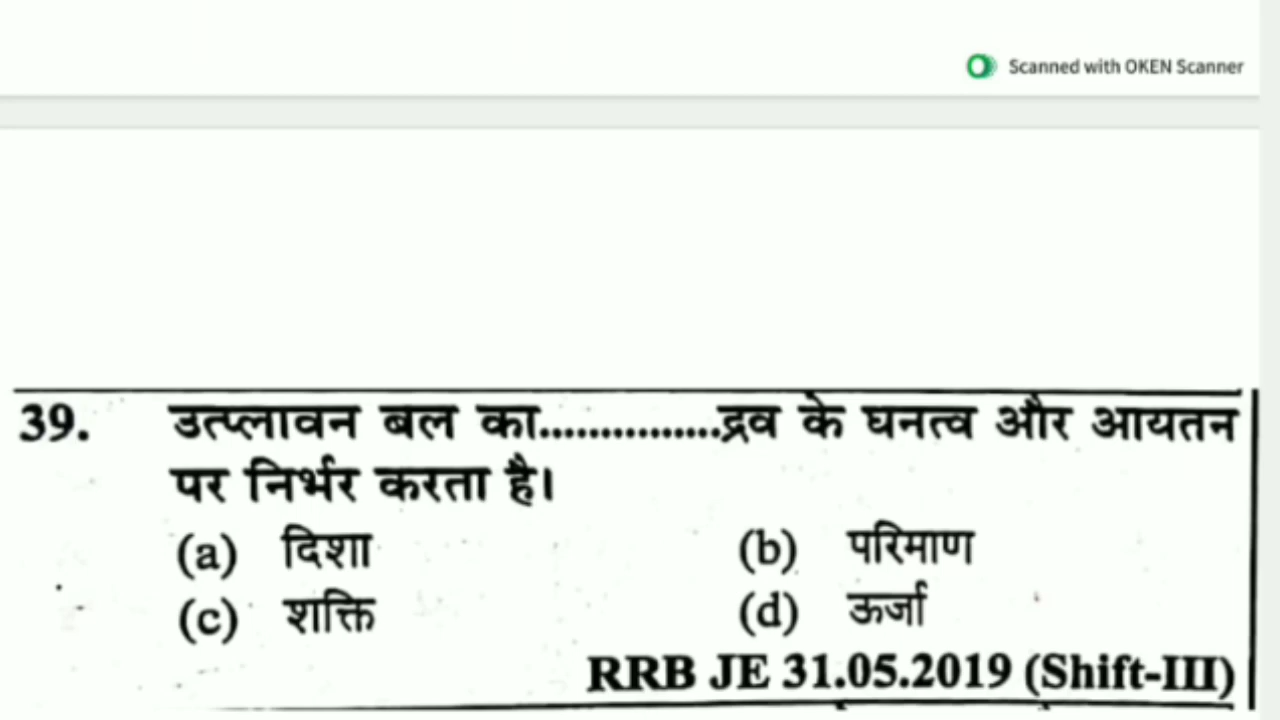 Scanned with OKEN Scanner
39. उत्प्लावन बल का...............द्रव के घनत्व और आयतन
पर निर्भर करता है।
(a) दिशा (b) परिमाण
(c) शक्ति (d) ऊर्जा
RRB JE 31.05.2019 (Shift-III)